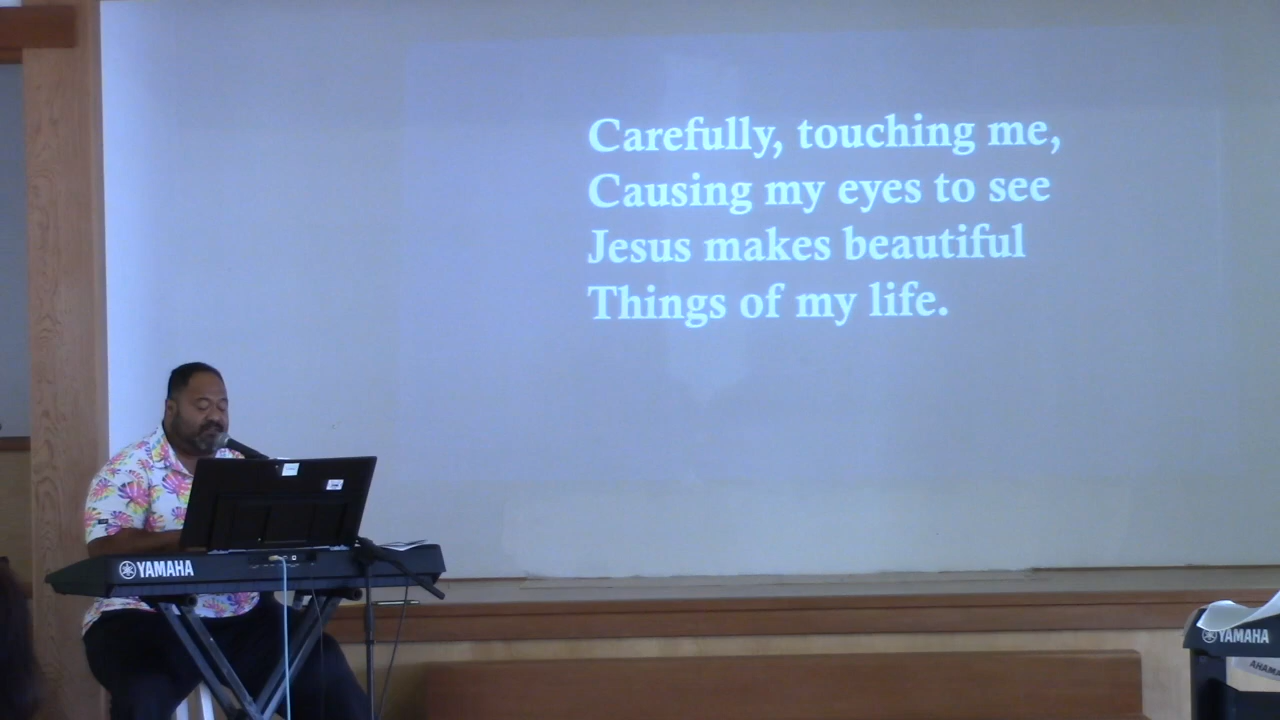 Carefully, touching me,
Causing my eyes to see
Jesus makes beautiful
Things of my life.
YAMAHA
YAMAHA